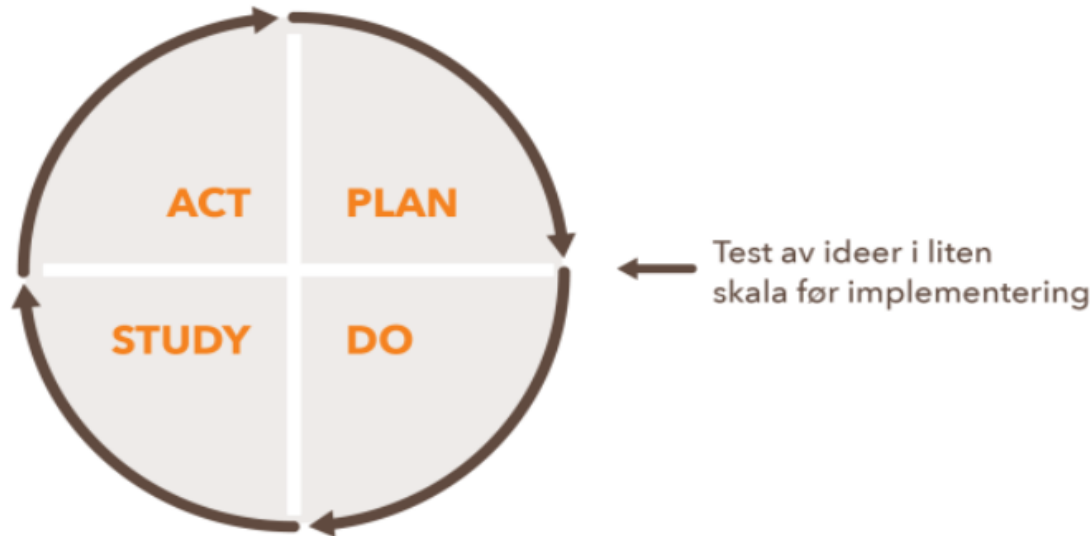 ACT
PLAN
STUDY
DO
Test av ideer i liten
skala før implementering